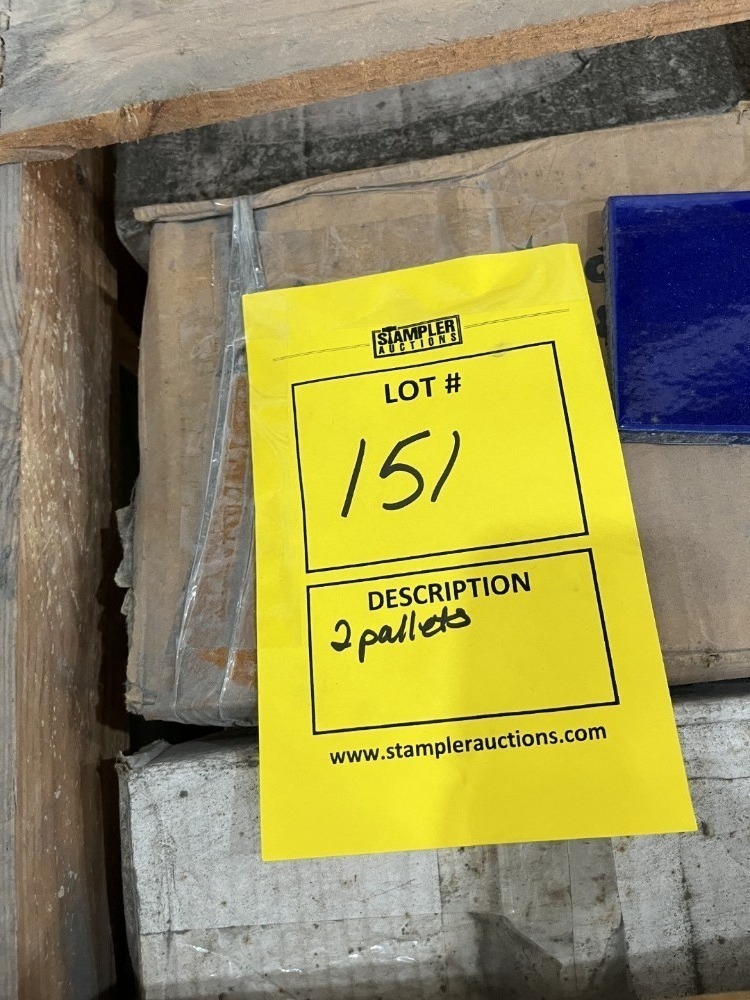 STAMPLER
AUCTIONS
LOT #
151
DESCRIPTION
2 pallets
www.stamplerauctions.com